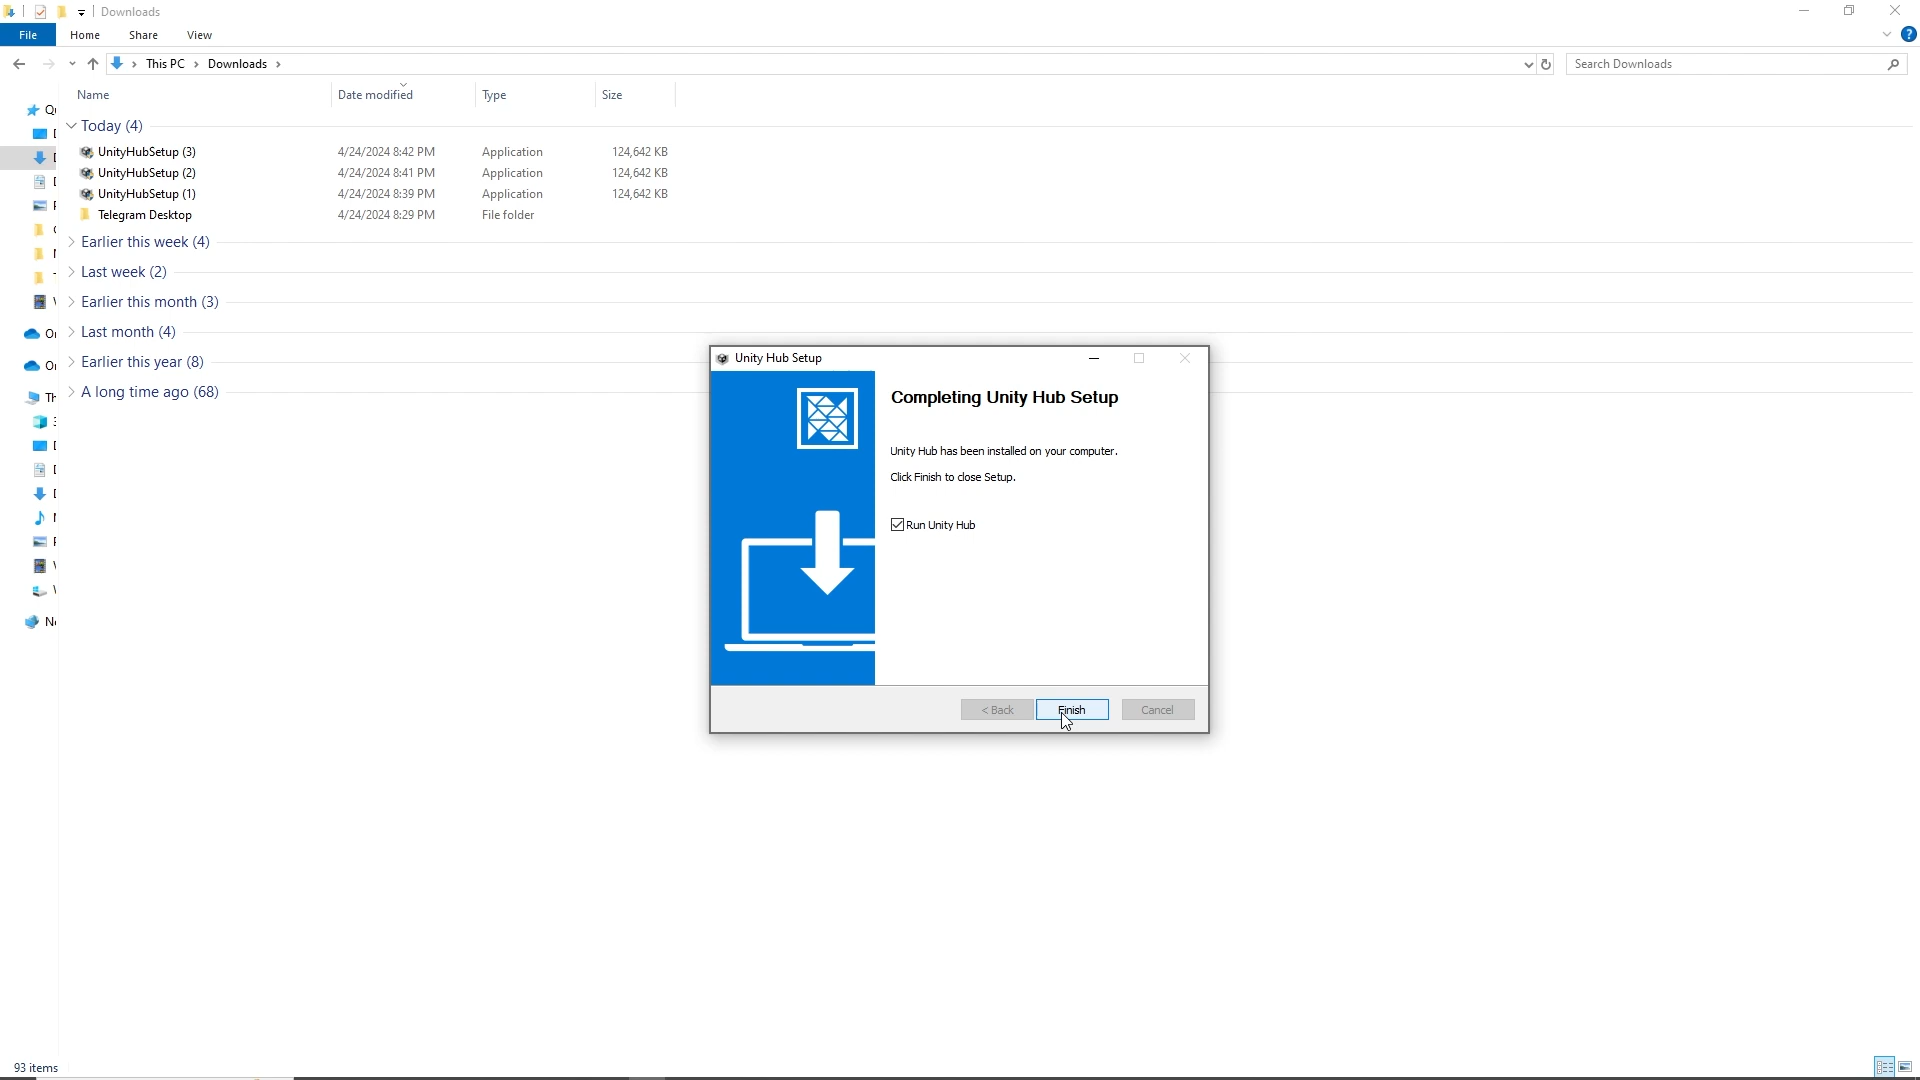 Downloads
File Home Share View
This PC > Downloads >
Search Downloads
Name Date modified Type Size
Today (4)
UnityHubSetup (3) 4/24/2024 8:42 PM Application 124,642 KB
UnityHubSetup (2) 4/24/2024 8:41 PM Application 124,642 KB
UnityHubSetup (1) 4/24/2024 8:39 PM Application 124,642 KB
Telegram Desktop 4/24/2024 8:29 PM File folder
Earlier this week (4)
Last week (2)
Earlier this month (3)
Last month (4)
Earlier this year (8)
A long time ago (68)
Unity Hub Setup
Completing Unity Hub Setup
Unity Hub has been installed on your computer.
Click Finish to close Setup.
Run Unity Hub
< Back Finish Cancel
93 items